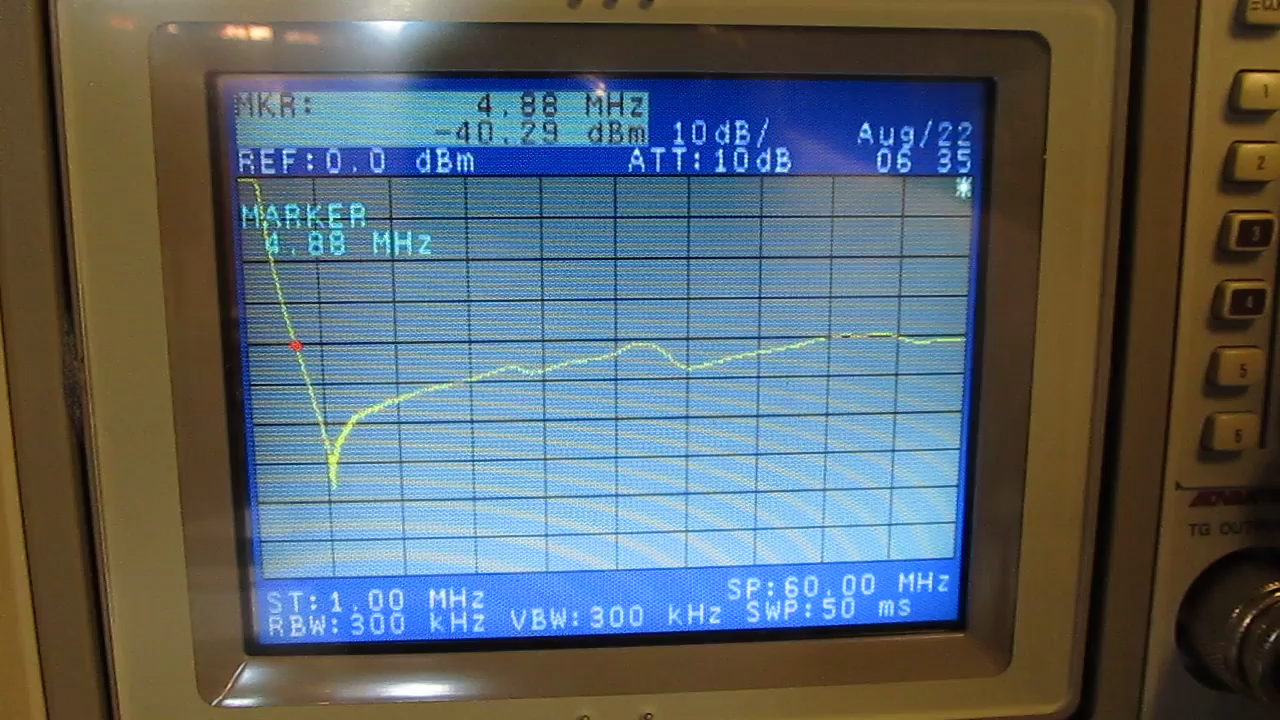 MKR: 4.88 MHz
-40.29 dBm 10dB/ Aug/22
REF:0.0 dBm ATT:10dB 06 35
MARKER
4.88 MHz
ST:1.00 MHz SP:60.00 MHz
RBW:300 kHz VBW:300 kHz SWP:50 ms
1
2
3
4
5
6
TG